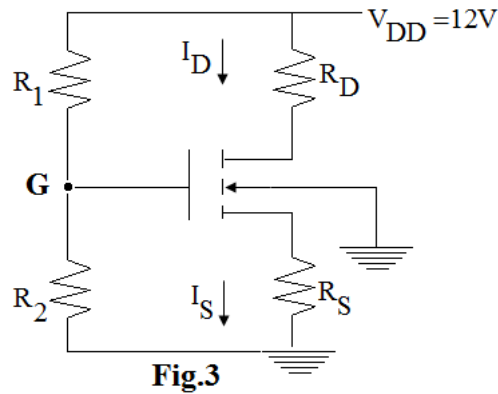 V_DD =12V
I_D
R_1
R_D
G
R_2
I_S
R_S
Fig.3